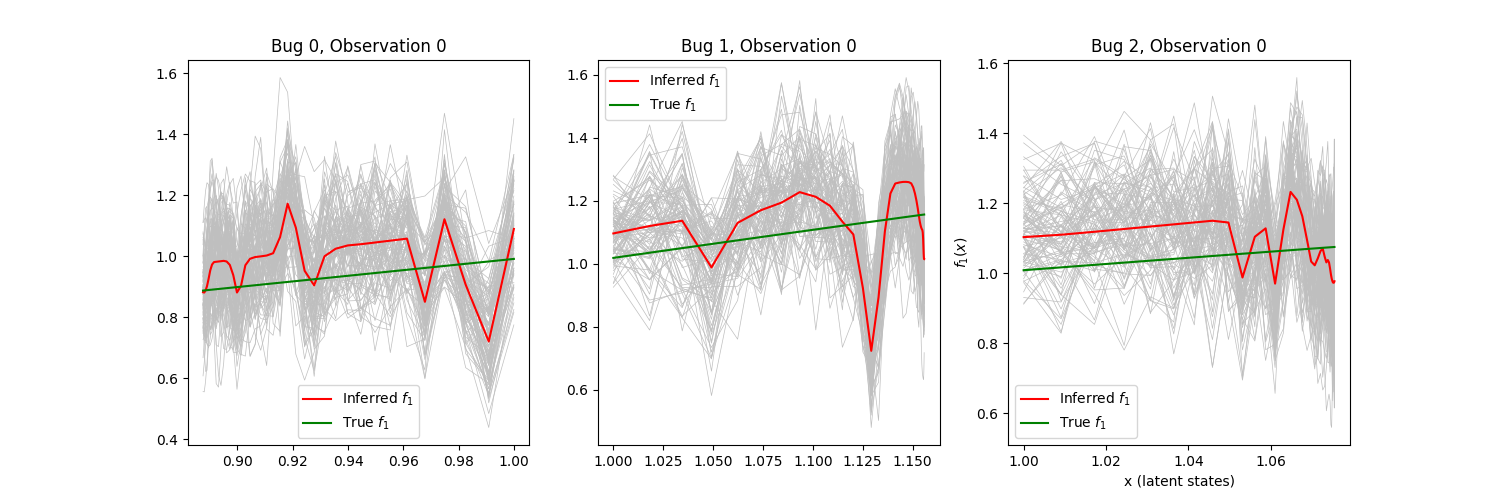 Bug 0, Observation 0
1.6
1.4
1.2
1.0
0.8
0.6
0.4
Inferred f₁
True f₁
0.90 0.92 0.94 0.96 0.98 1.00
Bug 1, Observation 0
1.6
1.4
1.2
1.0
0.8
0.6
Inferred f₁
True f₁
1.000 1.025 1.050 1.075 1.100 1.125 1.150
Bug 2, Observation 0
f₁(x)
1.6
1.4
1.2
1.0
0.8
0.6
Inferred f₁
True f₁
1.00 1.02 1.04 1.06
x (latent states)